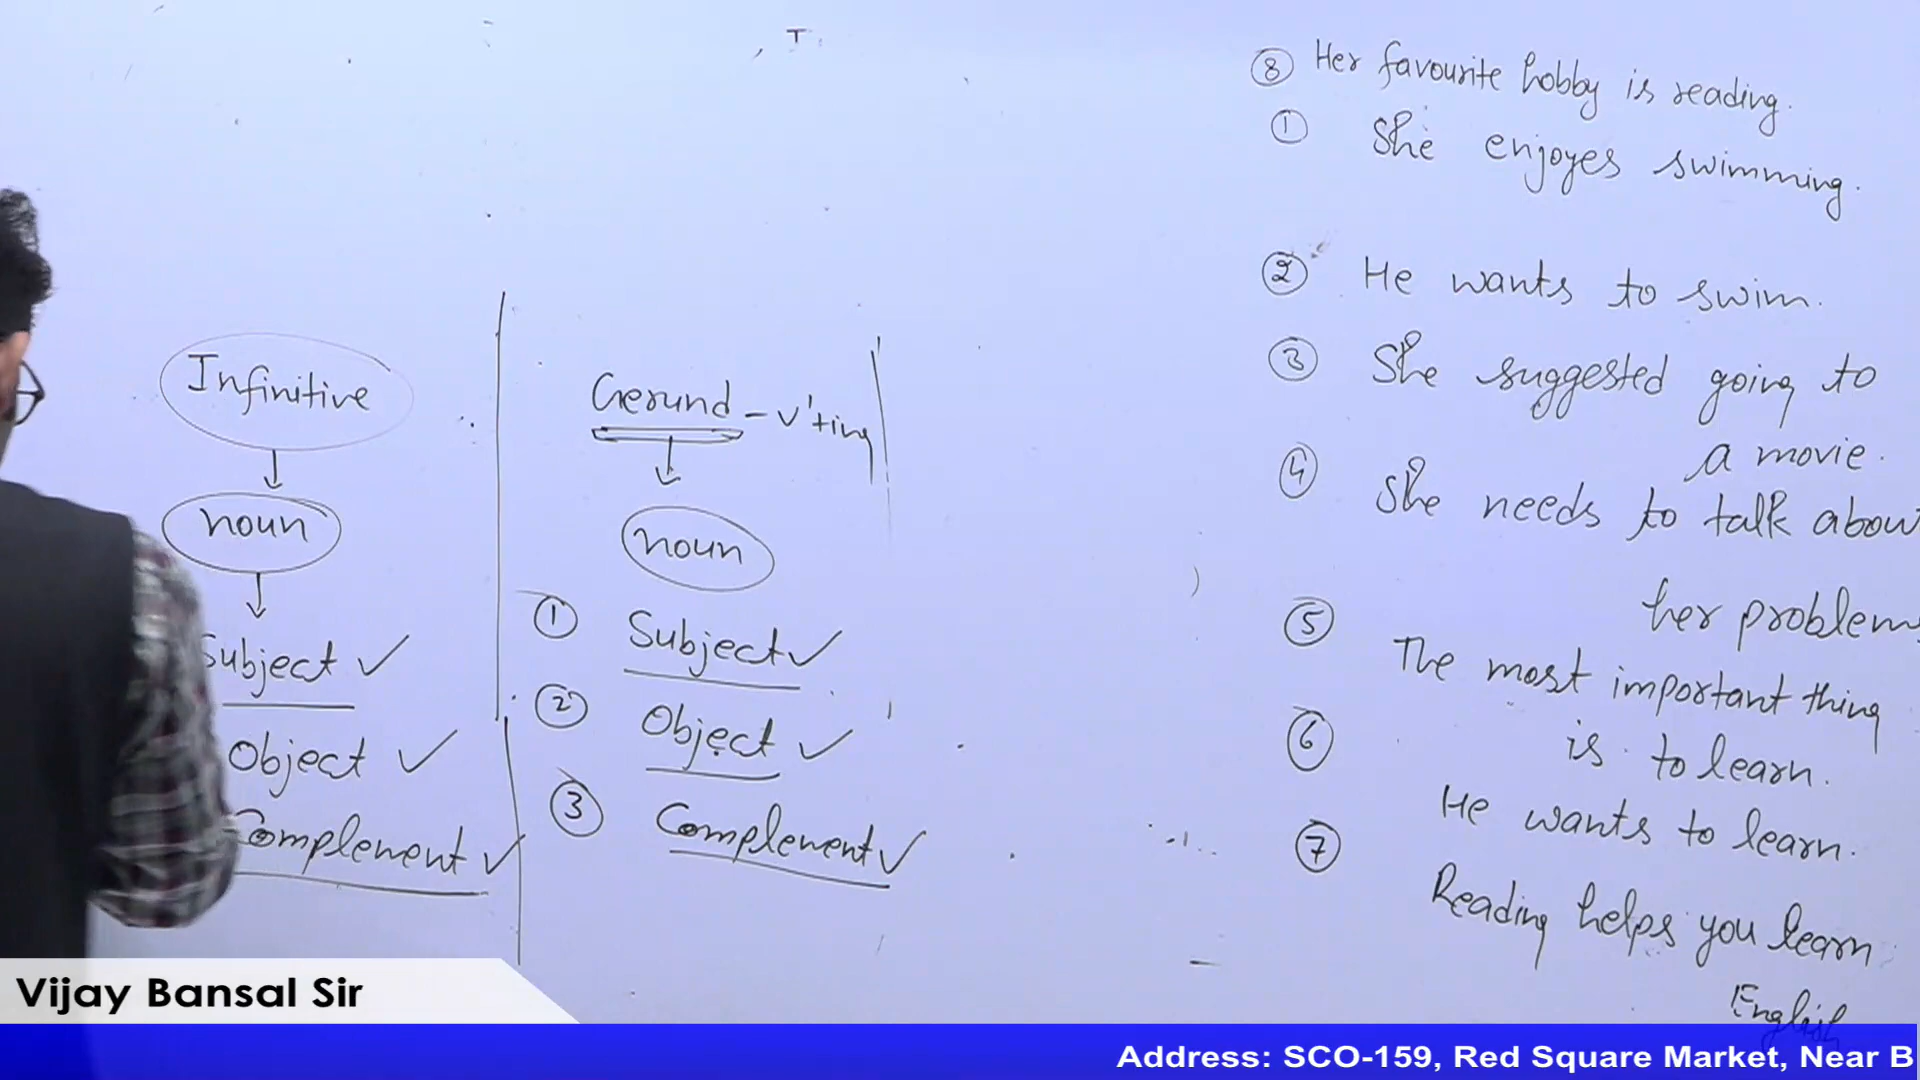 Infinitive
noun
Subject ✓
Object ✓
Complement ✓
Gerund - V'+ing
noun
① Subject ✓
② Object ✓
③ Complement ✓
⑧ Her favourite hobby is reading.
① She enjoyes swimming.
② He wants to swim.
③ She suggested going to
a movie.
④ She needs to talk about
her problems
⑤ The most important thing
is to learn.
⑥ He wants to learn.
⑦ Reading helps you learn
English
Vijay Bansal Sir
Address: SCO-159, Red Square Market, Near B